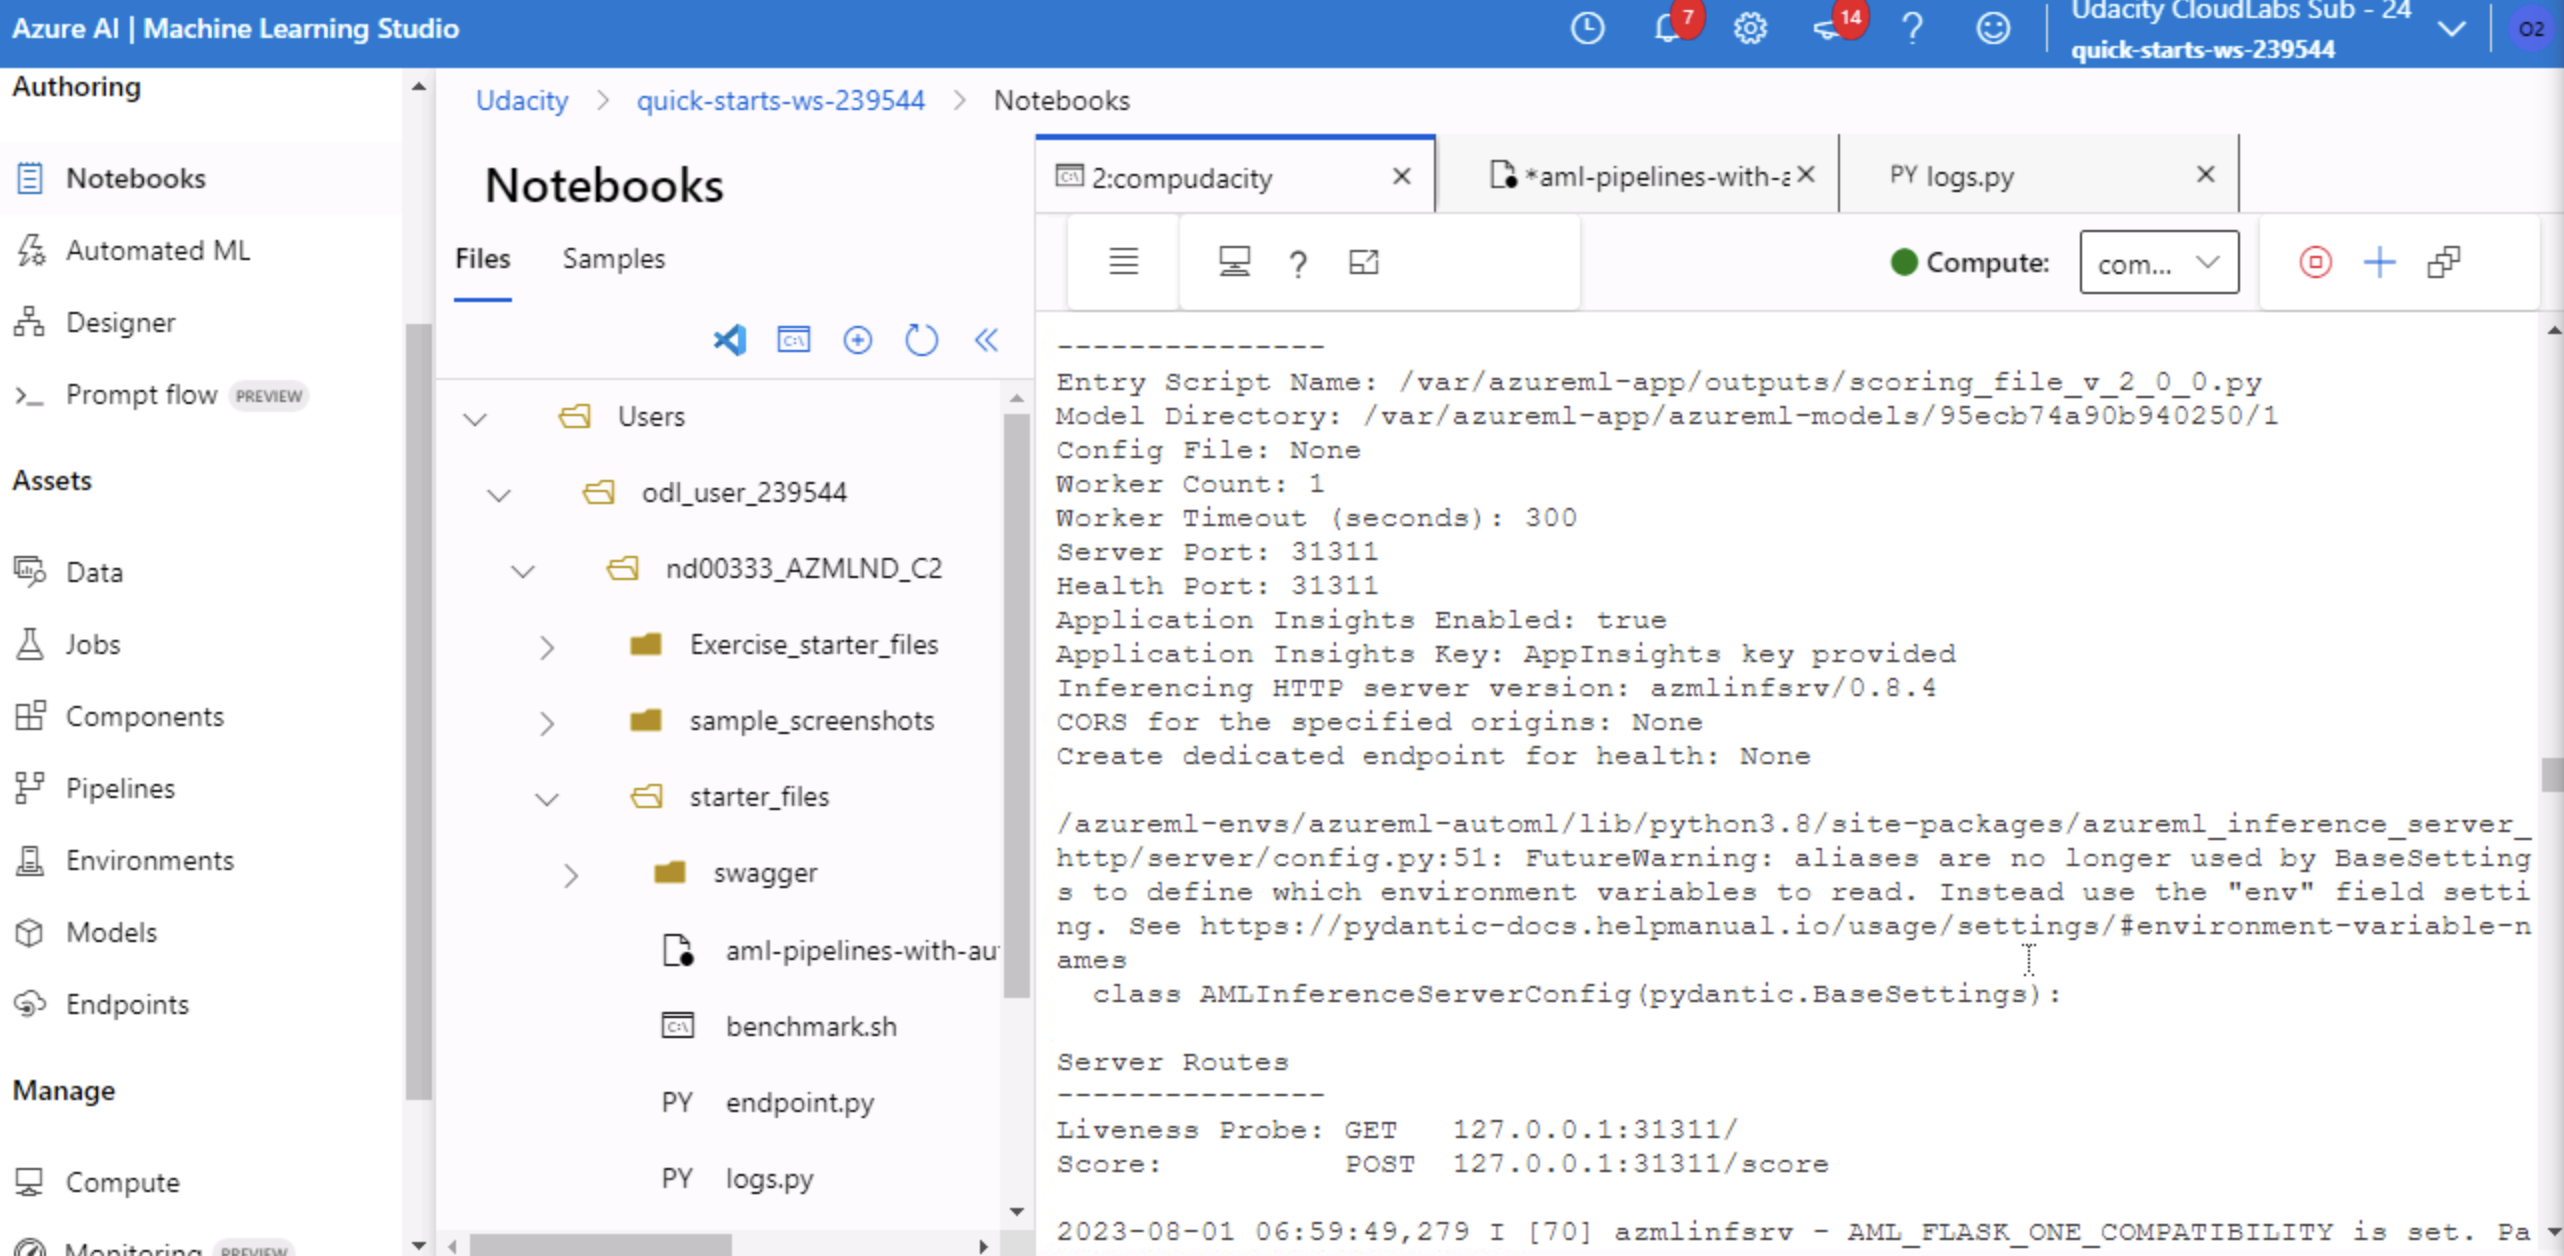 Azure AI | Machine Learning Studio
7
14
Udacity CloudLabs Sub - 24
quick-starts-ws-239544
O2
Authoring
Notebooks
Automated ML
Designer
Prompt flow PREVIEW
Assets
Data
Jobs
Components
Pipelines
Environments
Models
Endpoints
Manage
Compute
Monitoring PREVIEW
Udacity > quick-starts-ws-239544 > Notebooks
Notebooks
Files Samples
Users
odl_user_239544
nd00333_AZMLND_C2
Exercise_starter_files
sample_screenshots
starter_files
swagger
aml-pipelines-with-au
benchmark.sh
PY endpoint.py
PY logs.py
2:compudacity
*aml-pipelines-with-a
PY logs.py
Compute: com...
---------------
Entry Script Name: /var/azureml-app/outputs/scoring_file_v_2_0_0.py
Model Directory: /var/azureml-app/azureml-models/95ecb74a90b940250/1
Config File: None
Worker Count: 1
Worker Timeout (seconds): 300
Server Port: 31311
Health Port: 31311
Application Insights Enabled: true
Application Insights Key: AppInsights key provided
Inferencing HTTP server version: azmlinfsrv/0.8.4
CORS for the specified origins: None
Create dedicated endpoint for health: None
/azureml-envs/azureml-automl/lib/python3.8/site-packages/azureml_inference_server_
http/server/config.py:51: FutureWarning: aliases are no longer used by BaseSetting
s to define which environment variables to read. Instead use the "env" field setti
ng. See https://pydantic-docs.helpmanual.io/usage/settings/#environment-variable-n
ames
class AMLInferenceServerConfig(pydantic.BaseSettings):
Server Routes
---------------
Liveness Probe: GET 127.0.0.1:31311/
Score: POST 127.0.0.1:31311/score
2023-08-01 06:59:49,279 I [70] azmlinfsrv - AML_FLASK_ONE_COMPATIBILITY is set. Pa